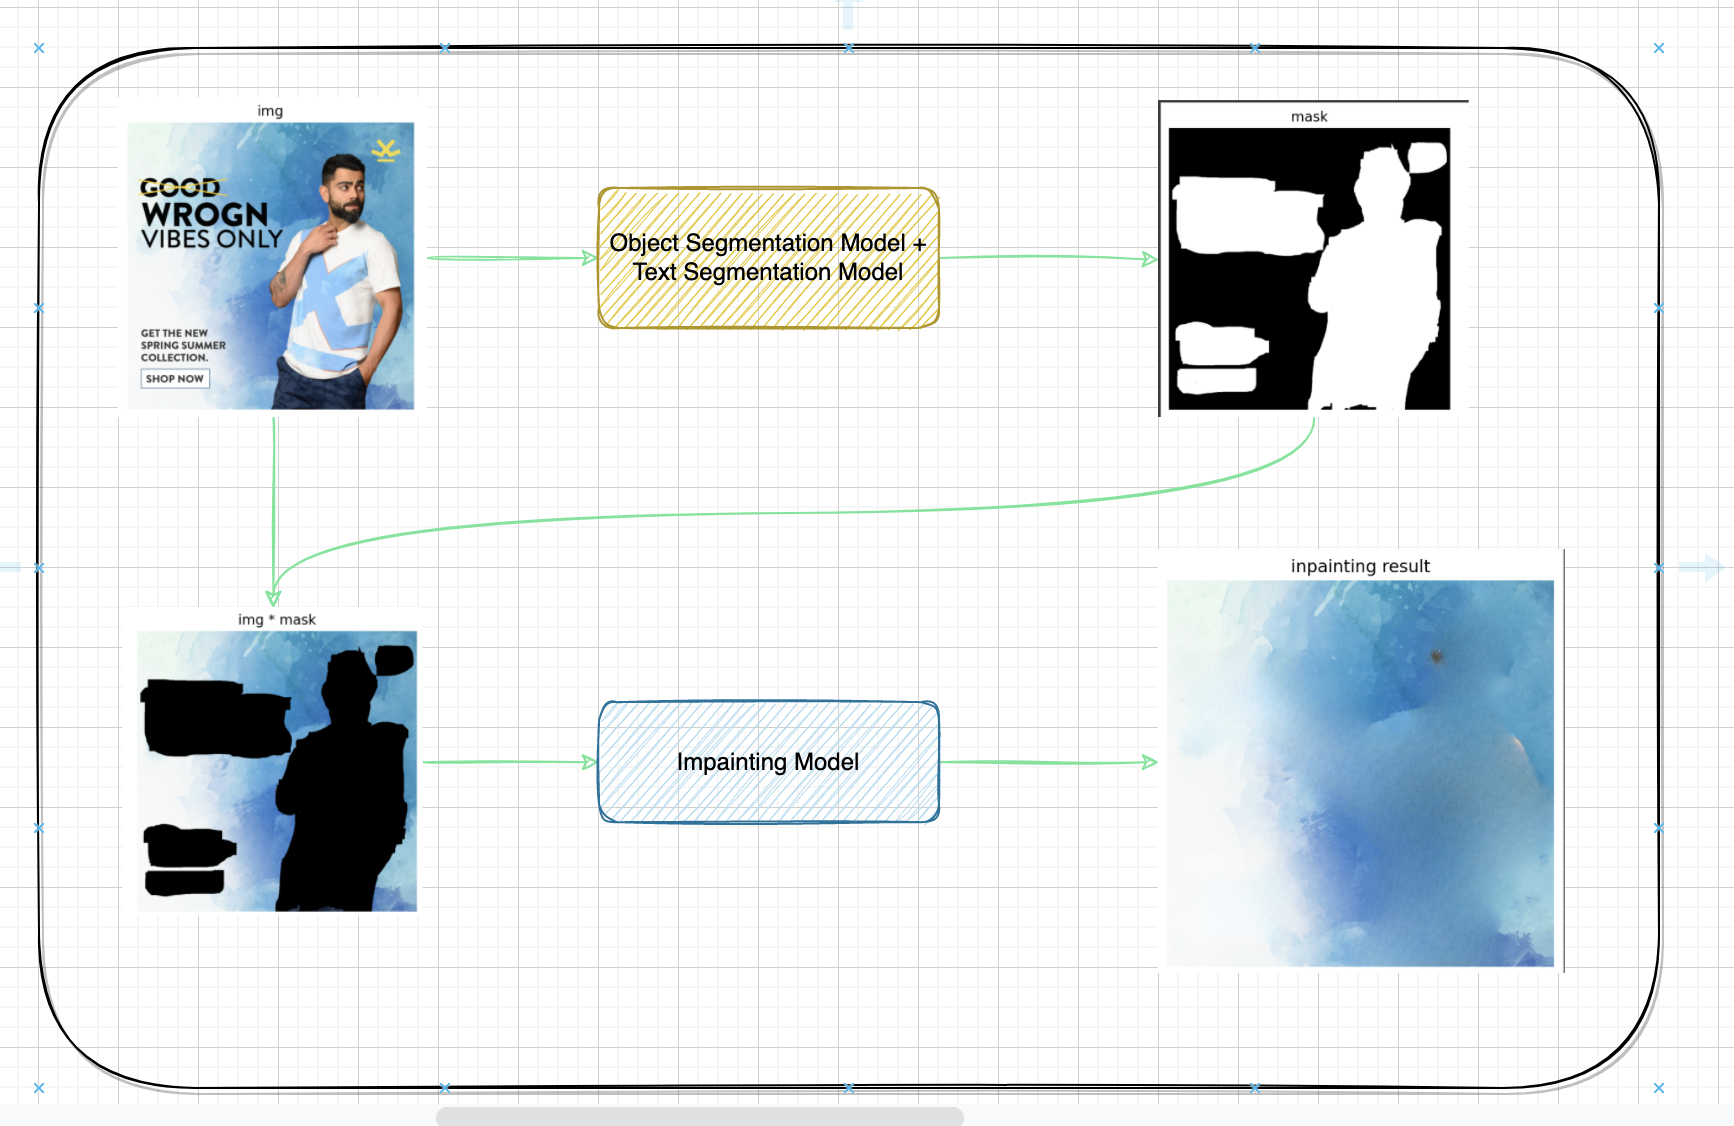 img
GOOD
WROGN
VIBES ONLY
GET THE NEW
SPRING SUMMER
COLLECTION.
SHOP NOW
Object Segmentation Model +
Text Segmentation Model
mask
img * mask
Impainting Model
inpainting result